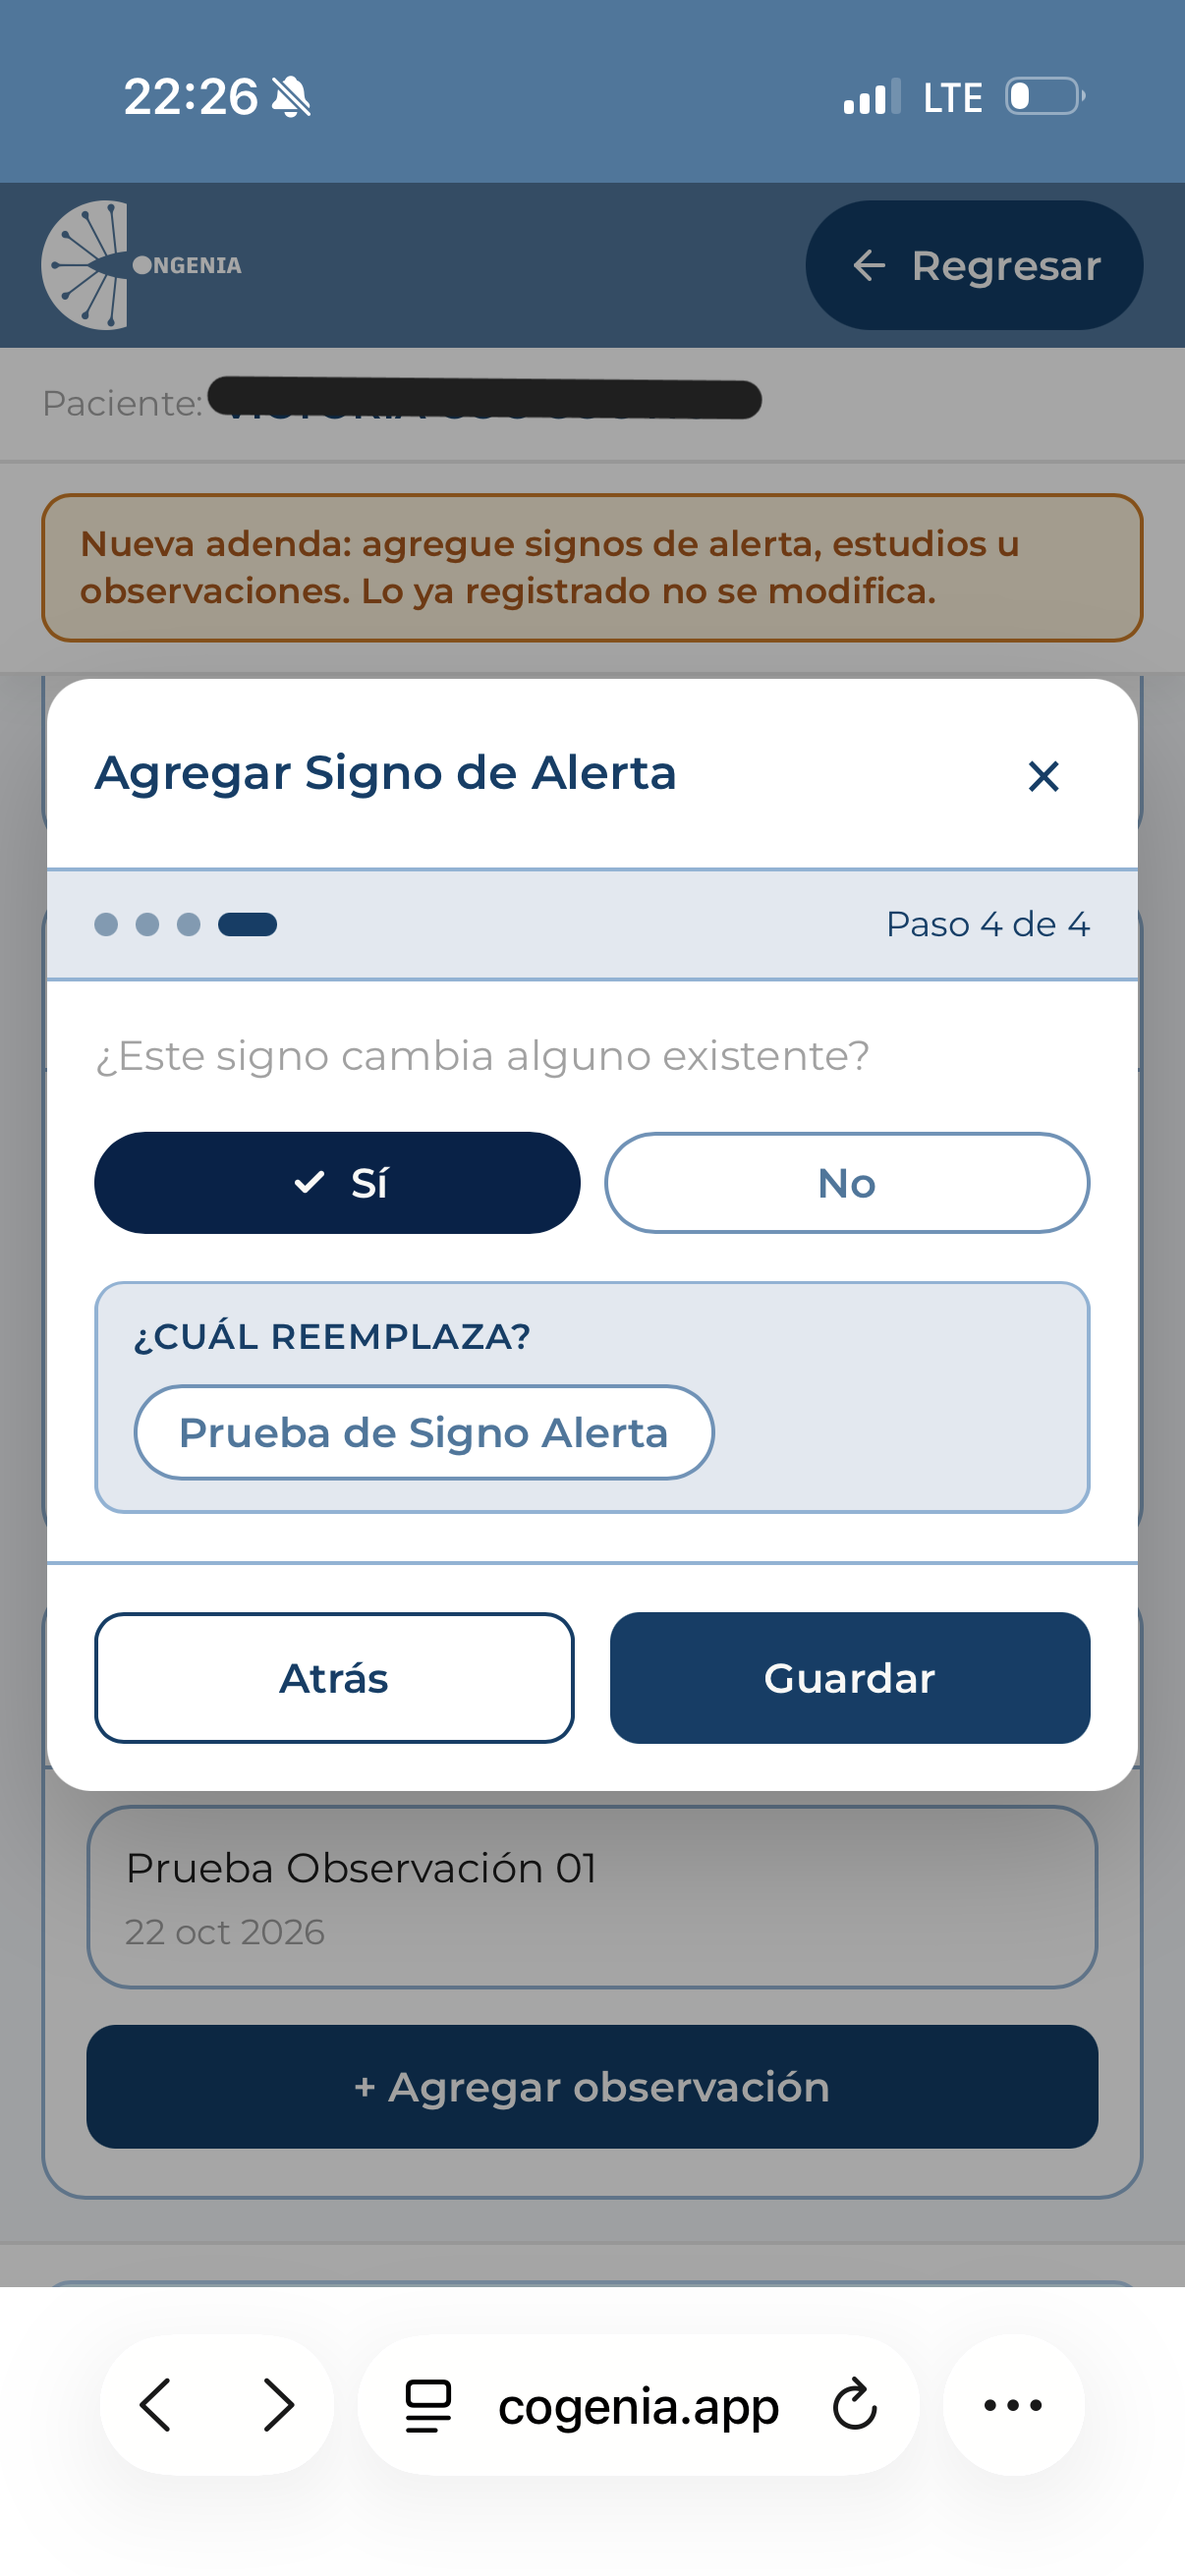 22:26
LTE
ONGENIA
← Regresar
Paciente:
Nueva adenda: agregue signos de alerta, estudios u
observaciones. Lo ya registrado no se modifica.
Agregar Signo de Alerta
Paso 4 de 4
¿Este signo cambia alguno existente?
Sí
No
¿CUÁL REEMPLAZA?
Prueba de Signo Alerta
Atrás
Guardar
Prueba Observación 01
22 oct 2026
+ Agregar observación
cogenia.app